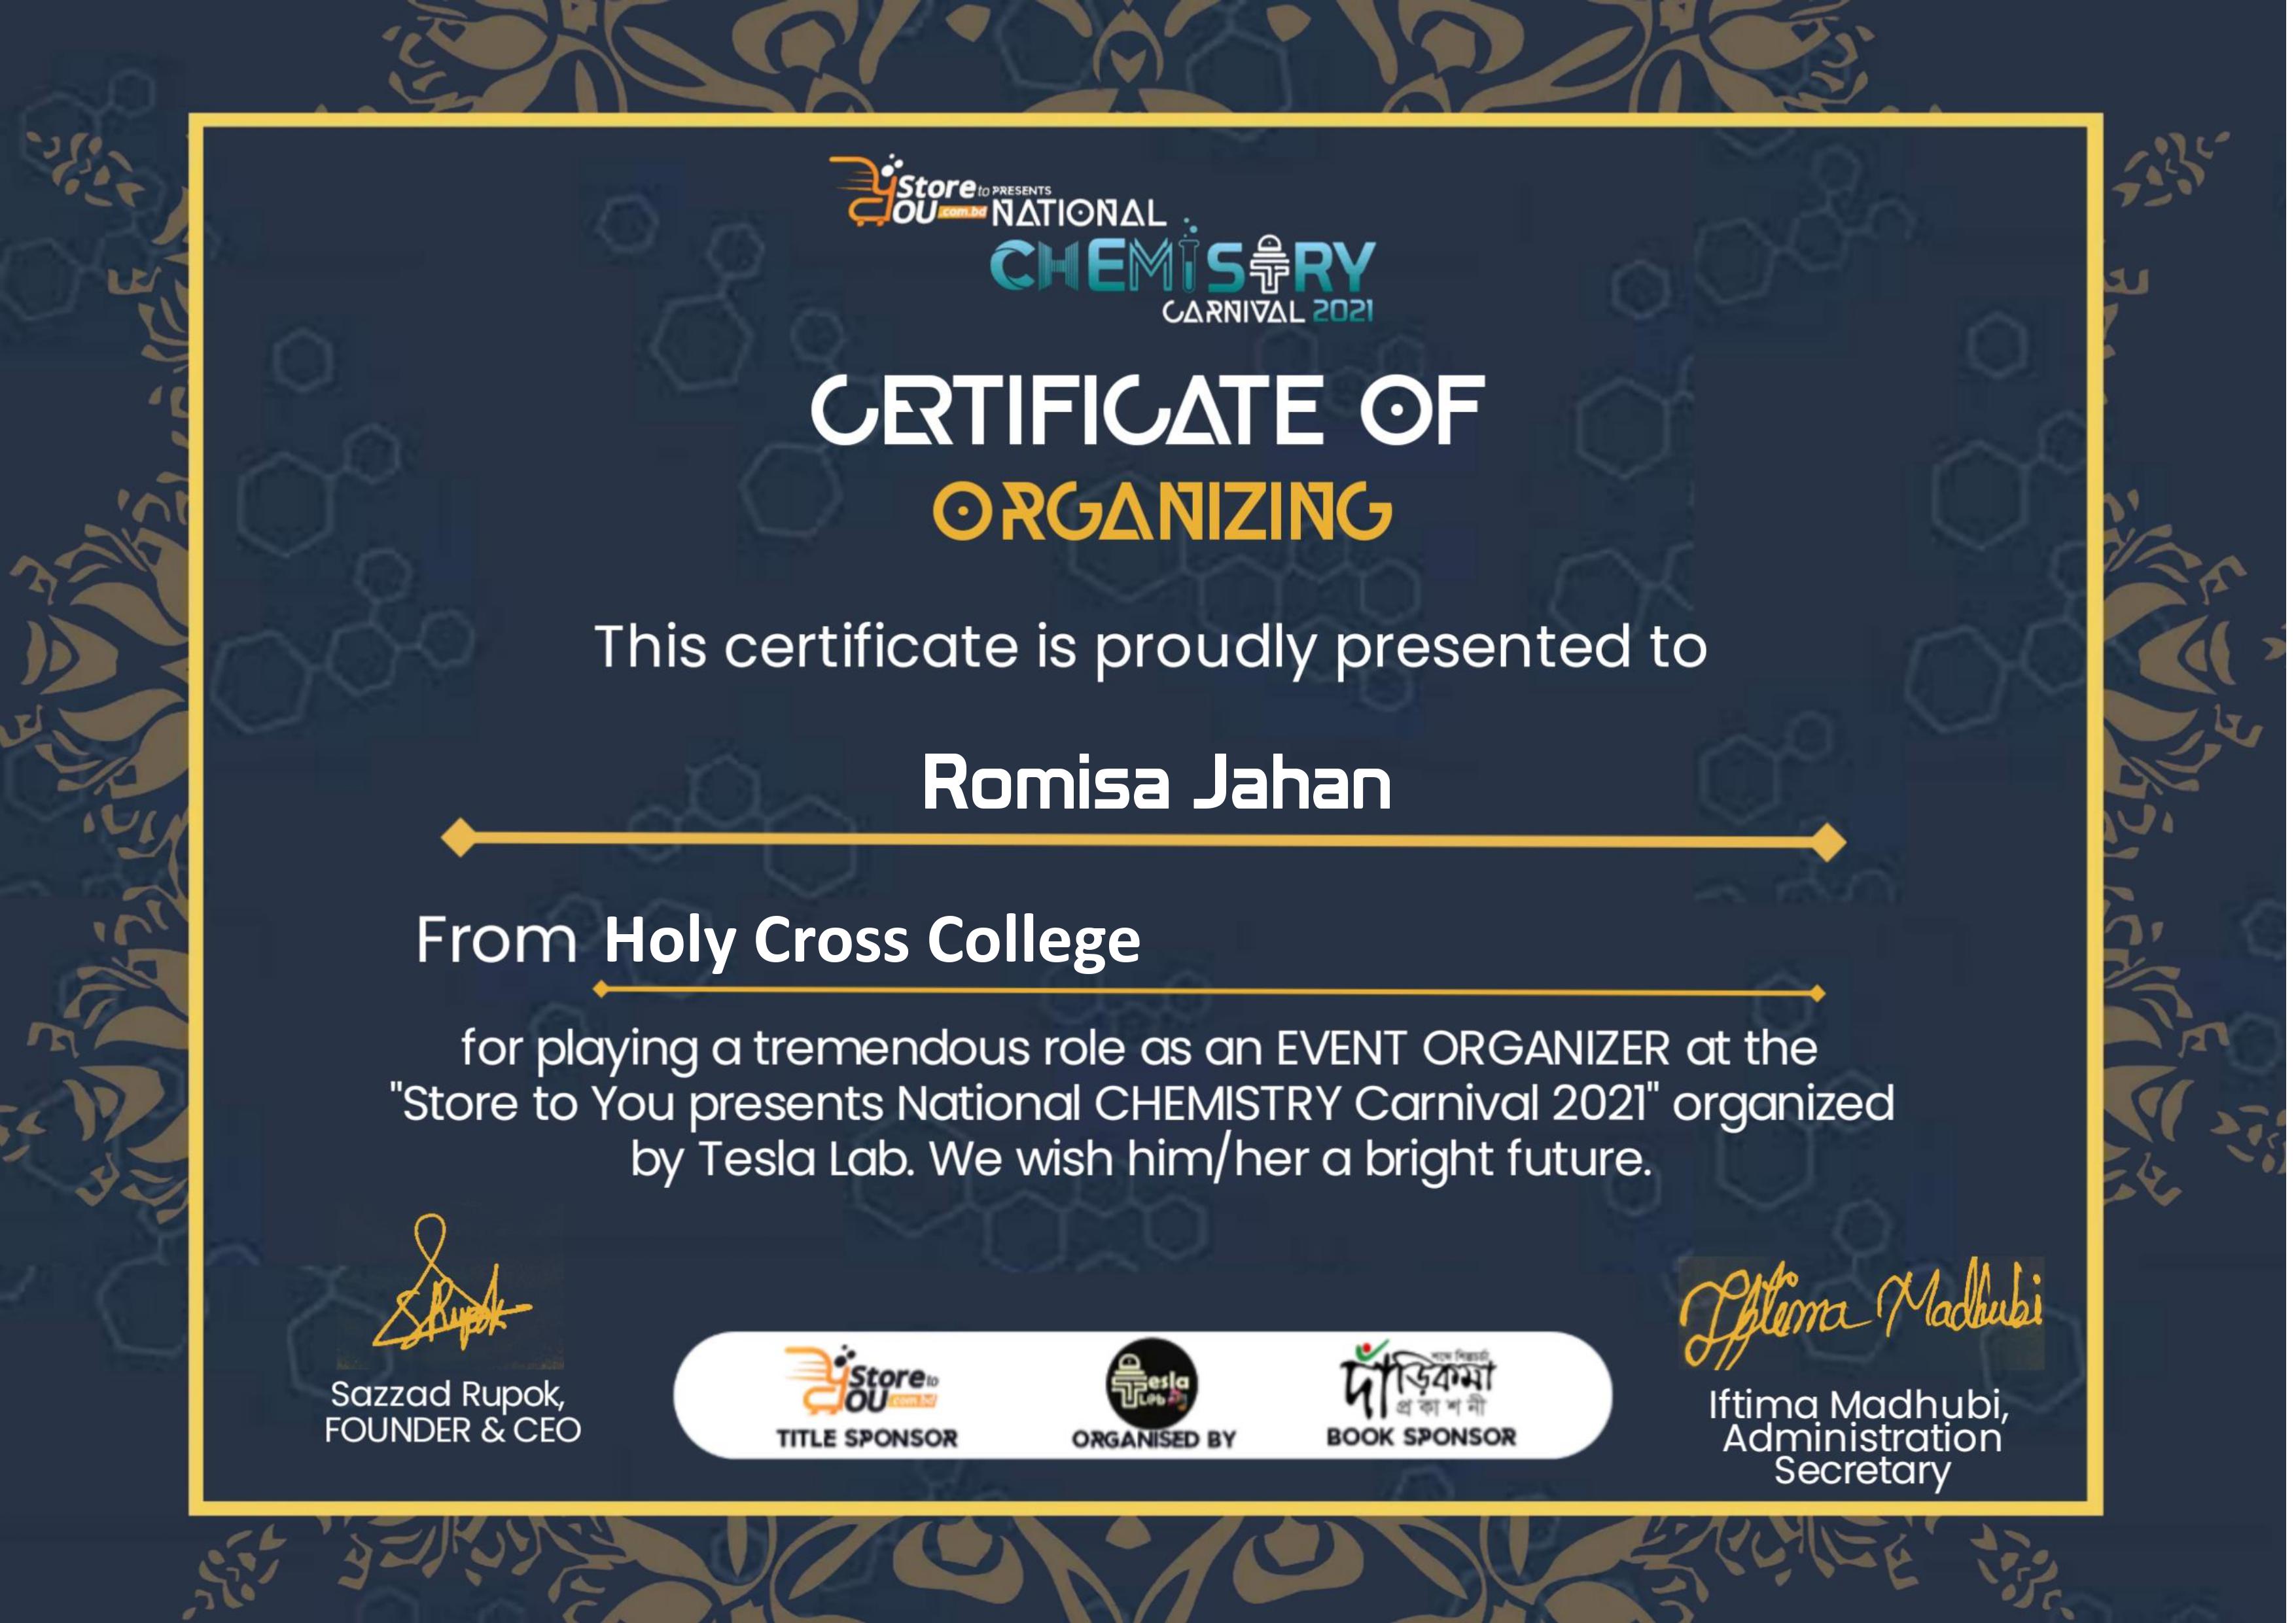 Store to PRESENTS
YOU .com.bd NATIONAL
CHEMISTRY
CARNIVAL 2021
CERTIFICATE OF
ORGANIZING
This certificate is proudly presented to
Romisa Jahan
From Holy Cross College
for playing a tremendous role as an EVENT ORGANIZER at the
"Store to You presents National CHEMISTRY Carnival 2021" organized
by Tesla Lab. We wish him/her a bright future.
S Rupok
Iftima Madhubi
Sazzad Rupok,
FOUNDER & CEO
Store to
YOU .com.bd
TITLE SPONSOR
Tesla
Lab
ORGANISED BY
দাঁড়িকমা
প্রকাশনী
BOOK SPONSOR
Iftima Madhubi,
Administration
Secretary